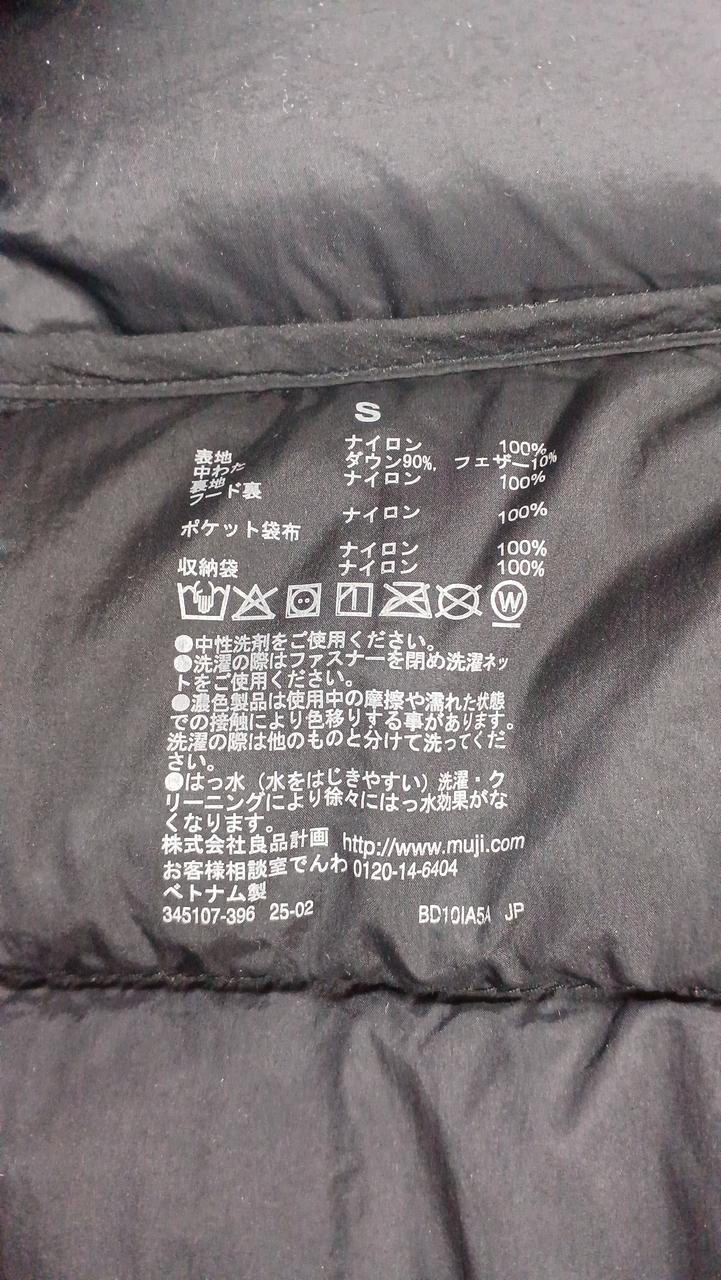 S
表地 ナイロン 100%
中わた ダウン90%, フェザー10%
裏地 ナイロン 100%
フード裏 ナイロン 100%
ポケット袋布 ナイロン 100%
収納袋 ナイロン 100%
W
●中性洗剤をご使用ください。
●洗濯の際はファスナーを閉め洗濯ネッ
トをご使用ください。
●濃色製品は使用中の摩擦や濡れた状態
での接触により色移りする事があります。
洗濯の際は他のものと分けて洗ってくだ
さい。
●はっ水（水をはじきやすい）洗濯・ク
リーニングにより徐々にはっ水効果がな
くなります。
株式会社良品計画 http://www.muji.com
お客様相談室でんわ 0120-14-6404
ベトナム製
345107-396 25-02 BD10IA5A JP